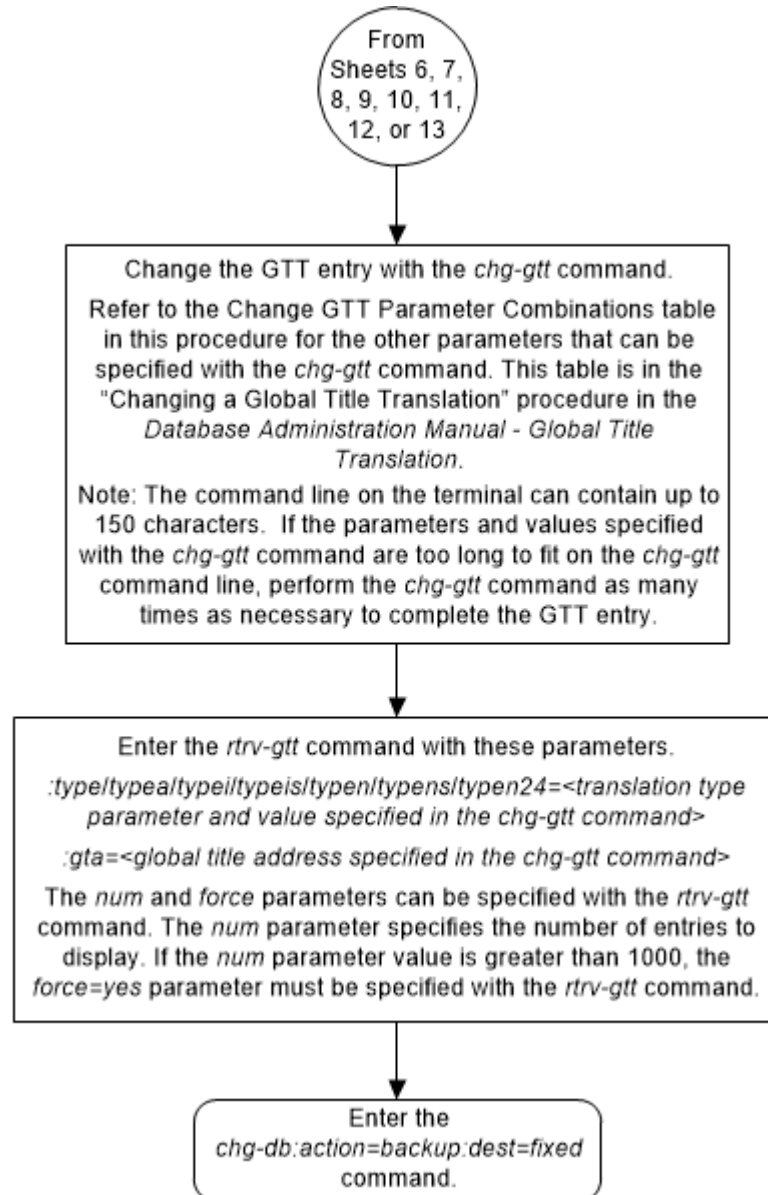 From
Sheets 6, 7,
8, 9, 10, 11,
12, or 13
Change the GTT entry with the chg-gtt command.
Refer to the Change GTT Parameter Combinations table
in this procedure for the other parameters that can be
specified with the chg-gtt command. This table is in the
“Changing a Global Title Translation” procedure in the
Database Administration Manual - Global Title
Translation.
Note: The command line on the terminal can contain up to
150 characters.  If the parameters and values specified
with the chg-gtt command are too long to fit on the chg-gtt
command line, perform the chg-gtt command as many
times as necessary to complete the GTT entry.
Enter the rtrv-gtt command with these parameters.
:type/typea/typei/typeis/typen/typens/typen24=<translation type
parameter and value specified in the chg-gtt command>
:gta=<global title address specified in the chg-gtt command>
The num and force parameters can be specified with the rtrv-gtt
command. The num parameter specifies the number of entries to
display. If the num parameter value is greater than 1000, the
force=yes parameter must be specified with the rtrv-gtt command.
Enter the
chg-db:action=backup:dest=fixed
command.